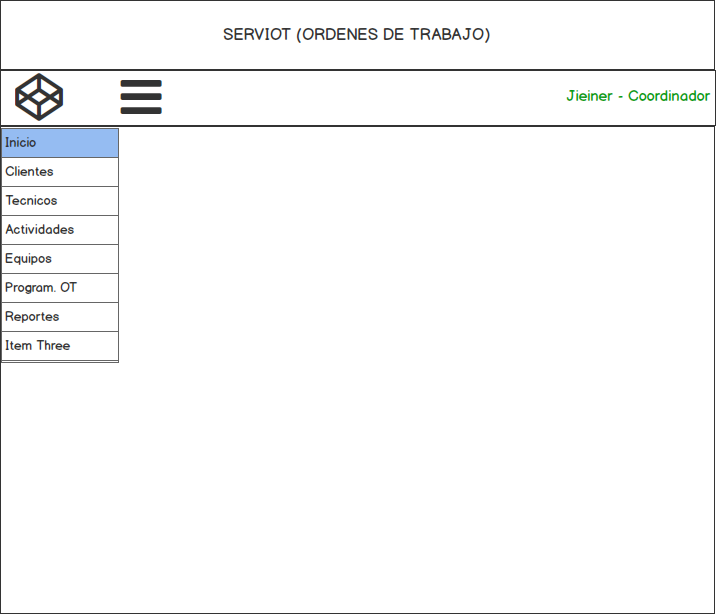 SERVIOT (ORDENES DE TRABAJO)
Jieiner - Coordinador
Inicio
Clientes
Tecnicos
Actividades
Equipos
Program. OT
Reportes
Item Three